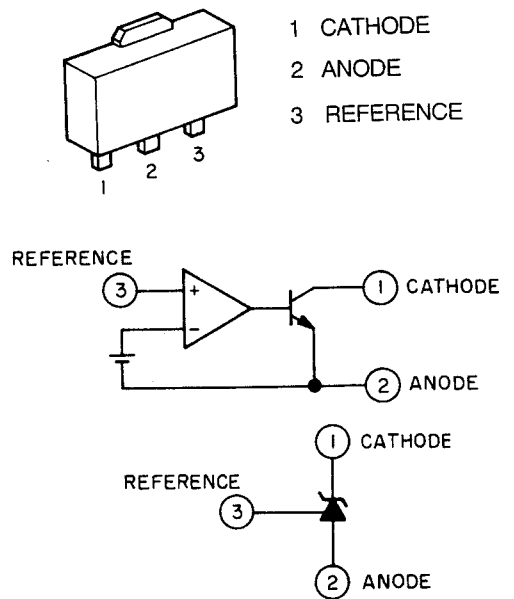 1 CATHODE
2 ANODE
3 REFERENCE
1 2 3
REFERENCE
3 + 1 CATHODE
−
2 ANODE
1 CATHODE
REFERENCE
3
2 ANODE